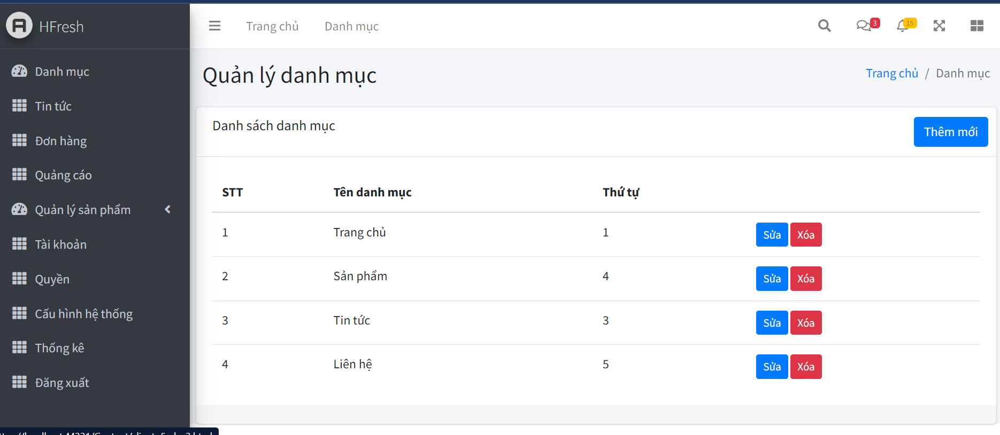 HFresh
Trang chủ
Danh mục
3
15
Danh mục
Tin tức
Đơn hàng
Quảng cáo
Quản lý sản phẩm
Tài khoản
Quyền
Cấu hình hệ thống
Thống kê
Đăng xuất
Quản lý danh mục
Trang chủ / Danh mục
Danh sách danh mục
Thêm mới
STT Tên danh mục Thứ tự
1 Trang chủ 1 Sửa Xóa
2 Sản phẩm 4 Sửa Xóa
3 Tin tức 3 Sửa Xóa
4 Liên hệ 5 Sửa Xóa